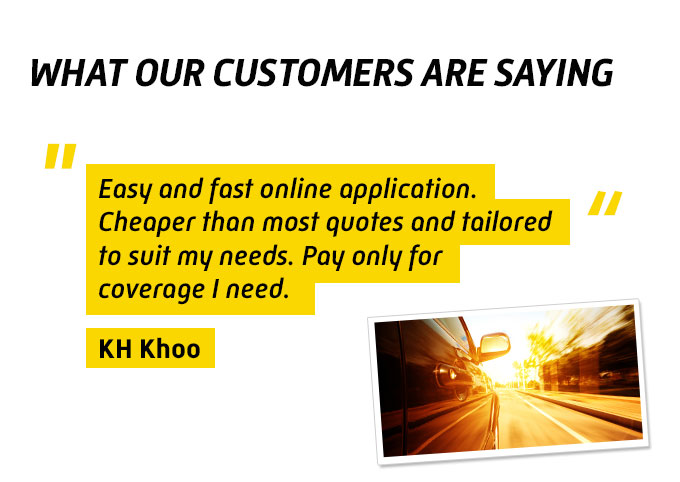 WHAT OUR CUSTOMERS ARE SAYING
"
Easy and fast online application.
Cheaper than most quotes and tailored
to suit my needs. Pay only for
coverage I need.
"
KH Khoo